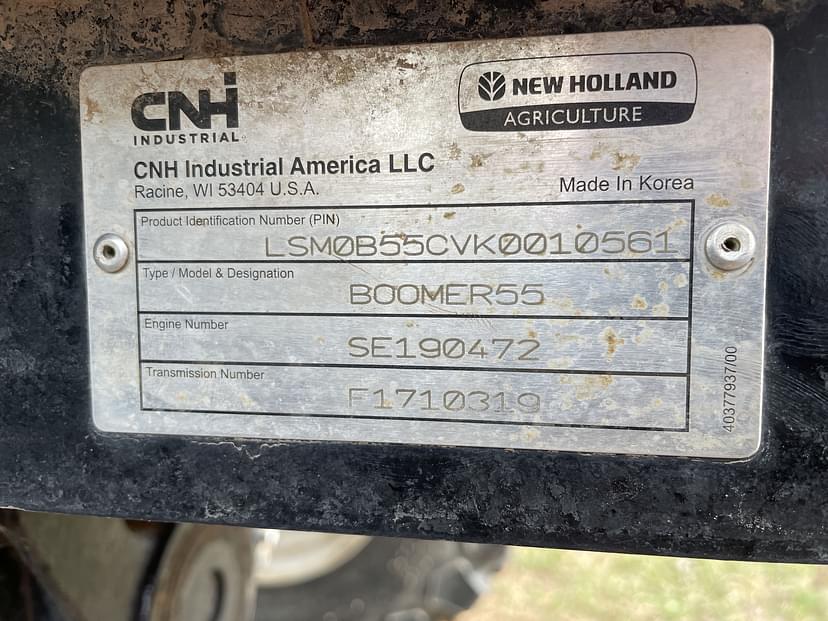 CNH
INDUSTRIAL
NEW HOLLAND
AGRICULTURE
CNH Industrial America LLC
Racine, WI 53404 U.S.A.
Made In Korea
Product Identification Number (PIN)
LSM0B55CVK0010561
Type / Model & Designation
BOOMER55
Engine Number
SE190472
Transmission Number
F1710319
40377937/00